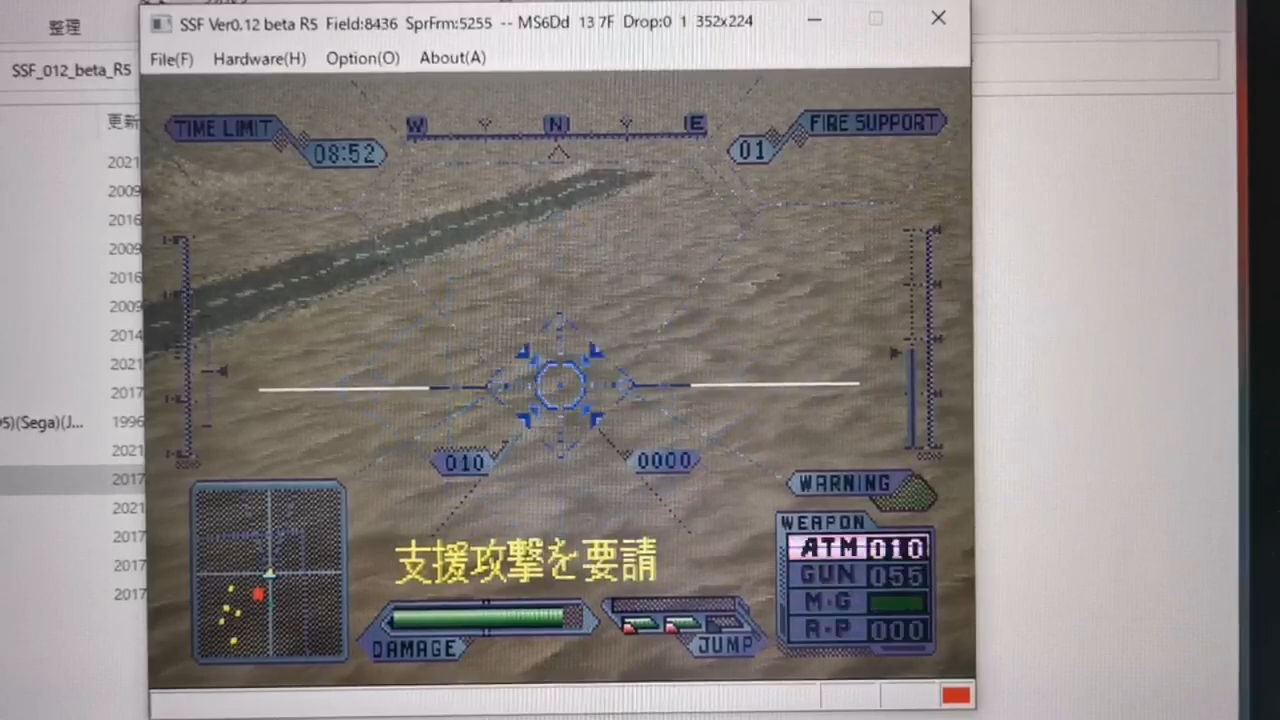 整理
SSF Ver0.12 beta R5 Field:8436 SprFrm:5255 -- MS6Dd 13 7F Drop:0 1 352x224
SSF_012_beta_R5
File(F) Hardware(H) Option(O) About(A)
更新
2021
2009
2016
2009
2016
2009
2014
2021
2017
5)(Sega)(J... 1996
2021
2017
2021
2017
2017
2017
TIME LIMIT
08:52
W N E
FIRE SUPPORT
01
010
0000
WARNING
WEAPON
ATM 010
GUN 055
M·G
R·P 000
支援攻撃を要請
DAMAGE
JUMP